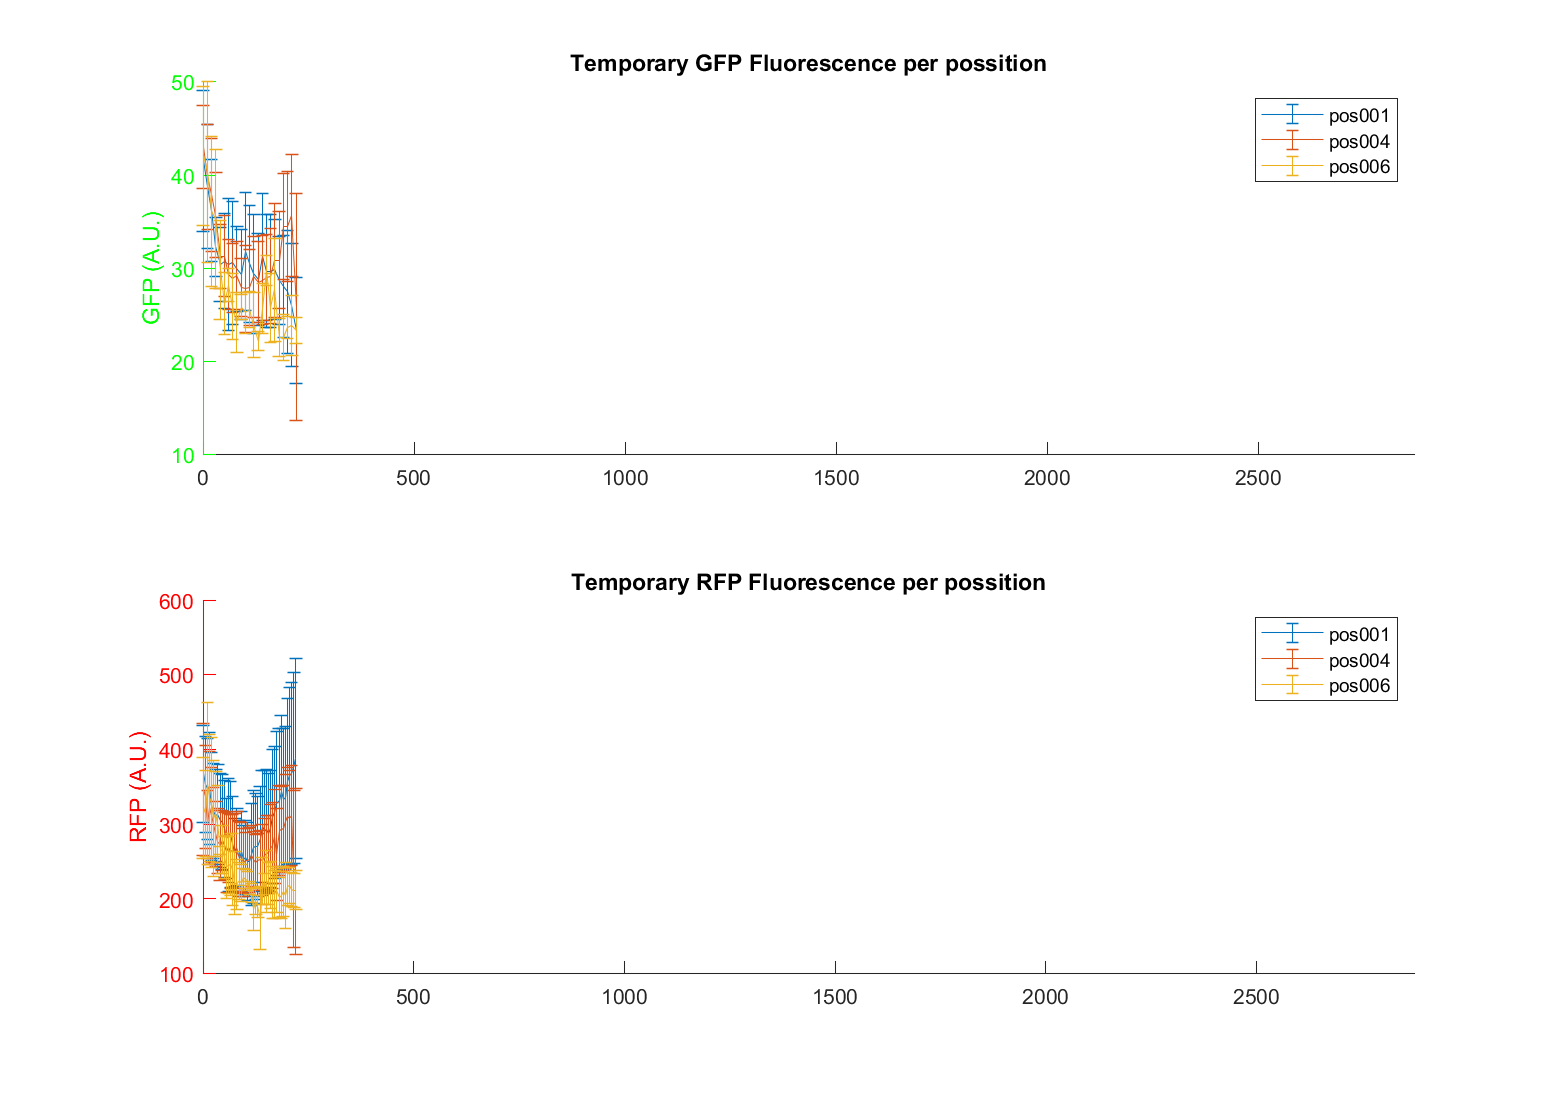 Temporary GFP Fluorescence per possition
50
40
30
20
10
GFP (A.U.)
0 500 1000 1500 2000 2500
pos001
pos004
pos006
Temporary RFP Fluorescence per possition
600
500
400
300
200
100
RFP (A.U.)
0 500 1000 1500 2000 2500
pos001
pos004
pos006